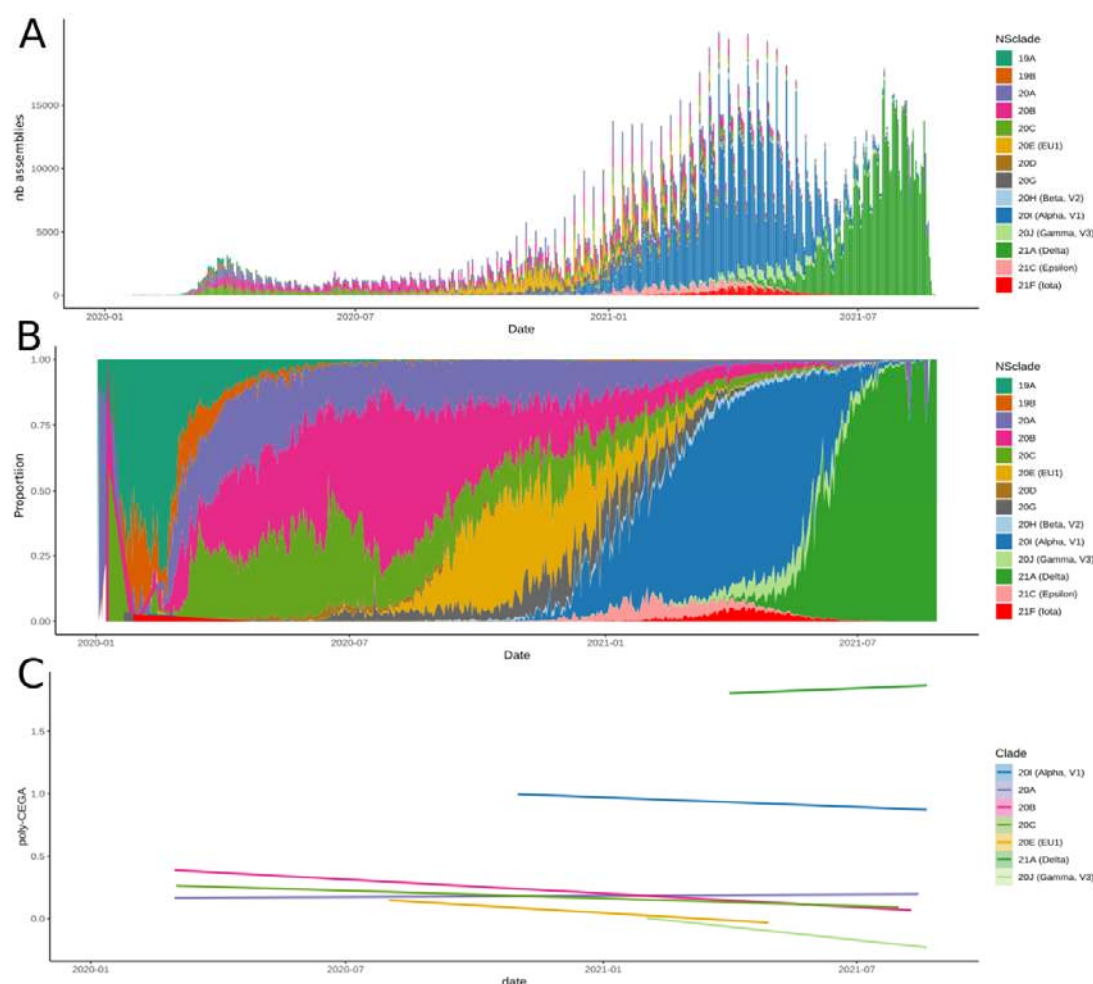 A
nb assemblies
15000
10000
5000
0
2020-01
2020-07
2021-01
2021-07
Date
NSclade
19A
19B
20A
20B
20C
20E (EU1)
20D
20G
20H (Beta, V2)
20I (Alpha, V1)
20J (Gamma, V3)
21A (Delta)
21C (Epsilon)
21F (Iota)
B
Proportiion
1.00
0.75
0.50
0.25
0.00
2020-01
2020-07
2021-01
2021-07
Date
NSclade
19A
19B
20A
20B
20C
20E (EU1)
20D
20G
20H (Beta, V2)
20I (Alpha, V1)
20J (Gamma, V3)
21A (Delta)
21C (Epsilon)
21F (Iota)
C
poly-CEGA
1.5
1.0
0.5
0.0
2020-01
2020-07
2021-01
2021-07
date
Clade
20I (Alpha, V1)
20A
20B
20C
20E (EU1)
21A (Delta)
20J (Gamma, V3)